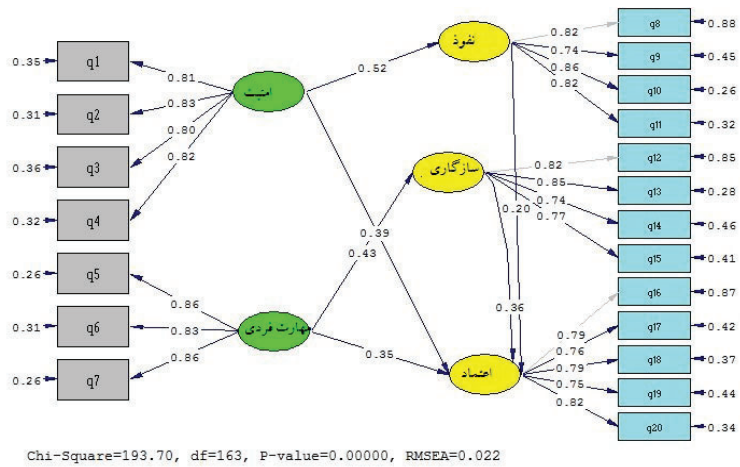 0.35 q1
0.31 q2
0.36 q3
0.32 q4
0.26 q5
0.31 q6
0.26 q7
0.81
0.83
0.80
0.82
0.86
0.83
0.86
امنیت
مهارت فردی
0.52
0.39
0.43
0.35
نفوذ
سازگاری
اعتماد
0.20
0.36
0.82
0.74
0.86
0.82
0.82
0.85
0.74
0.77
0.79
0.76
0.79
0.75
0.82
q8 0.88
q9 0.45
q10 0.26
q11 0.32
q12 0.85
q13 0.28
q14 0.46
q15 0.41
q16 0.87
q17 0.42
q18 0.37
q19 0.44
q20 0.34
Chi-Square=193.70, df=163, P-value=0.00000, RMSEA=0.022